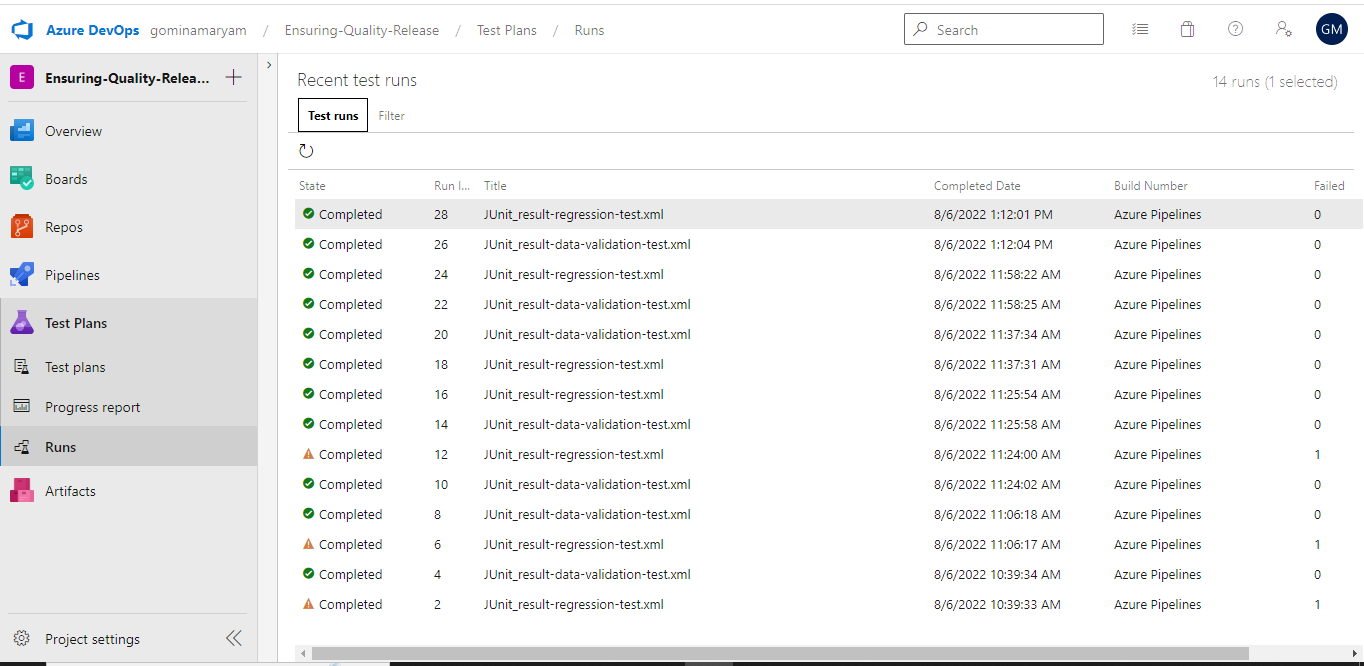 Azure DevOps gominamaryam / Ensuring-Quality-Release / Test Plans / Runs Search GM
E Ensuring-Quality-Relea...
Overview
Boards
Repos
Pipelines
Test Plans
Test plans
Progress report
Runs
Artifacts
Project settings
Recent test runs 14 runs (1 selected)
Test runs Filter
State Run I... Title Completed Date Build Number Failed
Completed 28 JUnit_result-regression-test.xml 8/6/2022 1:12:01 PM Azure Pipelines 0
Completed 26 JUnit_result-data-validation-test.xml 8/6/2022 1:12:04 PM Azure Pipelines 0
Completed 24 JUnit_result-regression-test.xml 8/6/2022 11:58:22 AM Azure Pipelines 0
Completed 22 JUnit_result-data-validation-test.xml 8/6/2022 11:58:25 AM Azure Pipelines 0
Completed 20 JUnit_result-data-validation-test.xml 8/6/2022 11:37:34 AM Azure Pipelines 0
Completed 18 JUnit_result-regression-test.xml 8/6/2022 11:37:31 AM Azure Pipelines 0
Completed 16 JUnit_result-regression-test.xml 8/6/2022 11:25:54 AM Azure Pipelines 0
Completed 14 JUnit_result-data-validation-test.xml 8/6/2022 11:25:58 AM Azure Pipelines 0
Completed 12 JUnit_result-regression-test.xml 8/6/2022 11:24:00 AM Azure Pipelines 1
Completed 10 JUnit_result-data-validation-test.xml 8/6/2022 11:24:02 AM Azure Pipelines 0
Completed 8 JUnit_result-data-validation-test.xml 8/6/2022 11:06:18 AM Azure Pipelines 0
Completed 6 JUnit_result-regression-test.xml 8/6/2022 11:06:17 AM Azure Pipelines 1
Completed 4 JUnit_result-data-validation-test.xml 8/6/2022 10:39:34 AM Azure Pipelines 0
Completed 2 JUnit_result-regression-test.xml 8/6/2022 10:39:33 AM Azure Pipelines 1